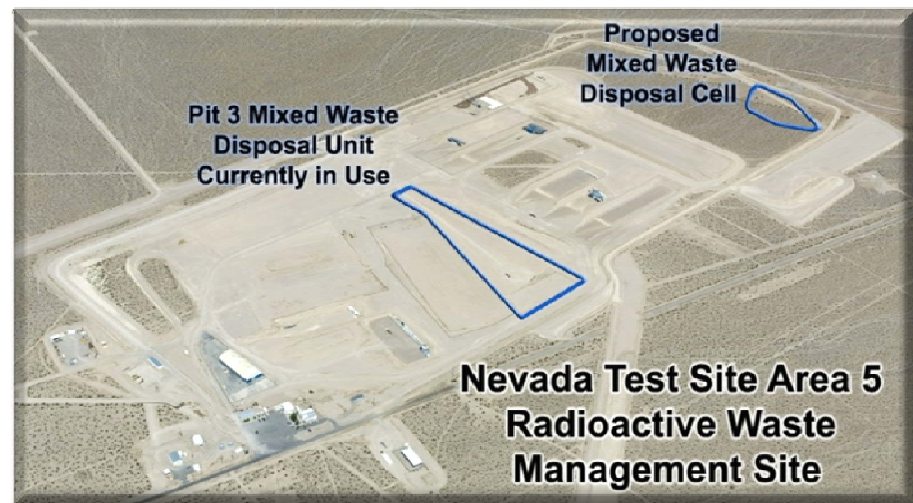 Proposed
Mixed Waste
Disposal Cell
Pit 3 Mixed Waste
Disposal Unit
Currently in Use
Nevada Test Site Area 5
Radioactive Waste
Management Site